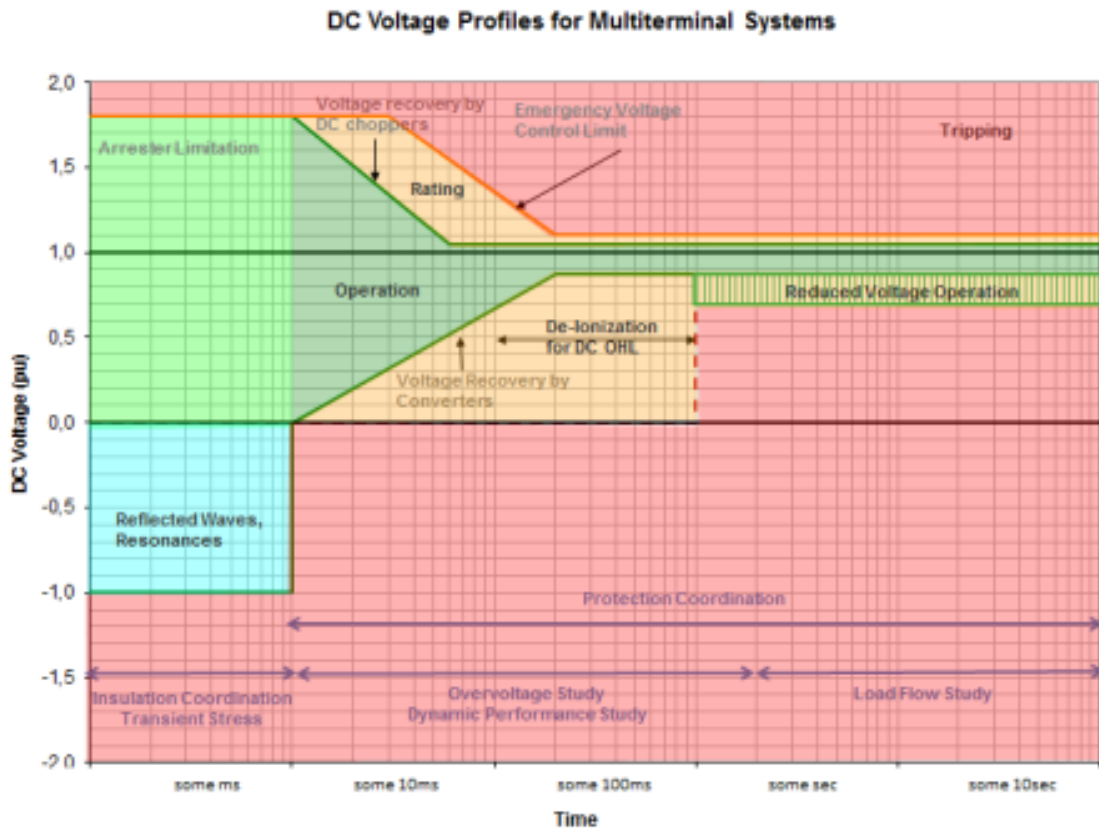 DC Voltage Profiles for Multiterminal Systems
2,0
1,5
1,0
0,5
0,0
-0,5
-1,0
-1,5
-2,0
DC Voltage (pu)
Voltage recovery by
DC choppers
Emergency Voltage
Control Limit
Tripping
Arrester Limitation
Rating
Operation
Reduced Voltage Operation
De-Ionization
for DC OHL
Voltage Recovery by
Converters
Reflected Waves,
Resonances
Protection Coordination
Insulation Coordination
Transient Stress
Overvoltage Study
Dynamic Performance Study
Load Flow Study
some ms
some 10ms
some 100ms
some sec
some 10sec
Time